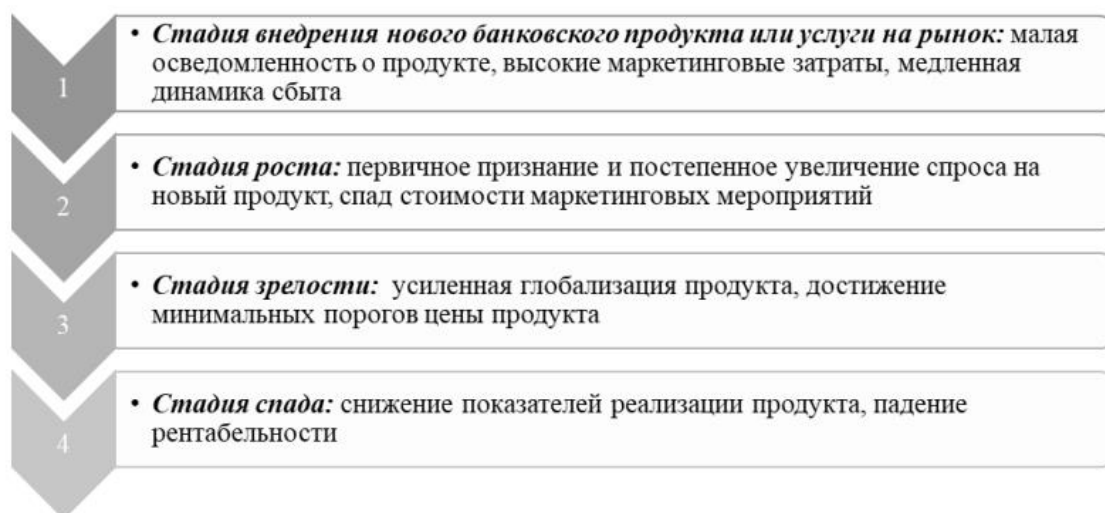 1
• Стадия внедрения нового банковского продукта или услуги на рынок: малая
осведомленность о продукте, высокие маркетинговые затраты, медленная
динамика сбыта
2
• Стадия роста: первичное признание и постепенное увеличение спроса на
новый продукт, спад стоимости маркетинговых мероприятий
3
• Стадия зрелости: усиленная глобализация продукта, достижение
минимальных порогов цены продукта
4
• Стадия спада: снижение показателей реализации продукта, падение
рентабельности